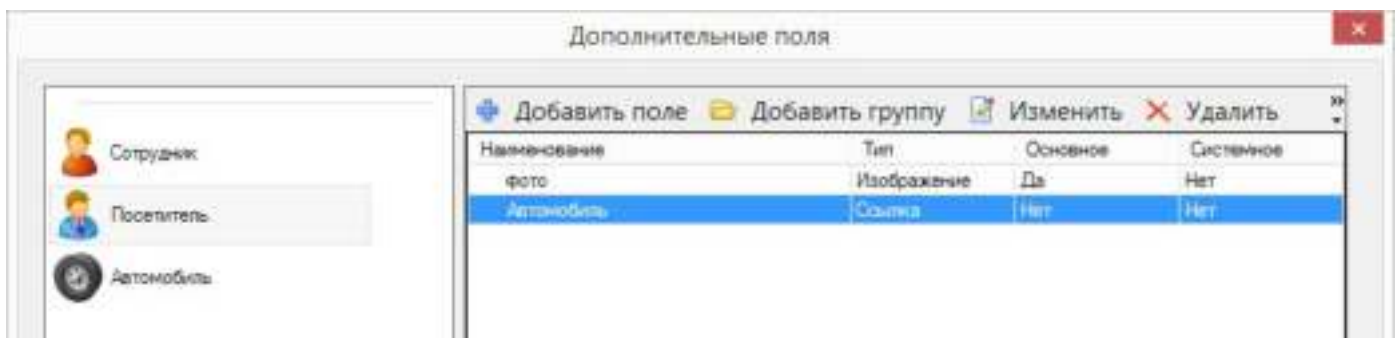 Дополнительные поля
Добавить поле Добавить группу Изменить Удалить
Сотрудник
Посетитель
Автомобиль
Наименование Тип Основное Системное
фото Изображение Да Нет
Автомобиль Ссылка Нет Нет